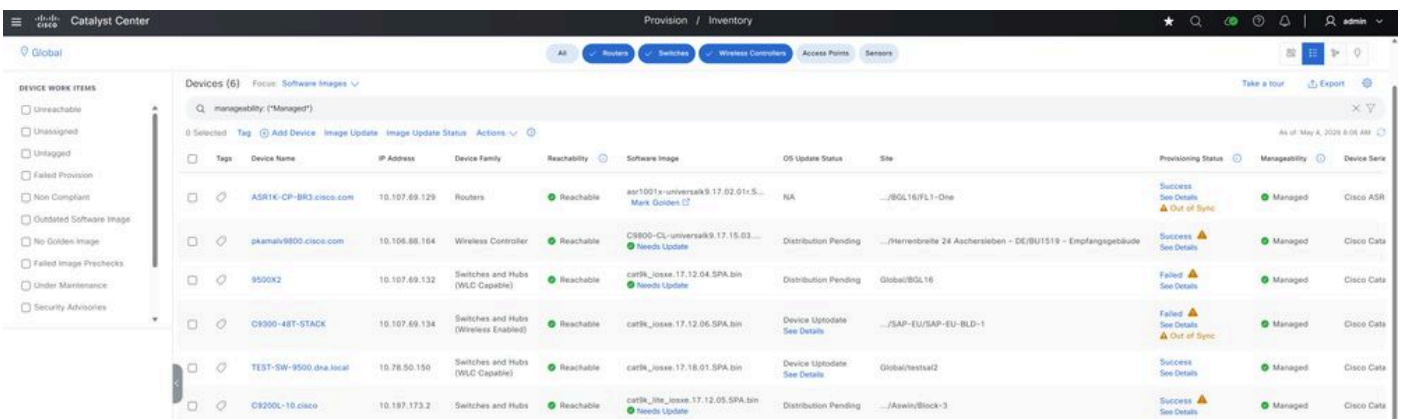 cisco Catalyst Center Provision / Inventory admin
Global All Routers Switches Wireless Controllers Access Points Sensors
DEVICE WORK ITEMS
Unreachable
Unassigned
Untagged
Failed Provision
Non Compliant
Outdated Software Image
No Golden Image
Failed Image Prechecks
Under Maintenance
Security Advisories
Devices (6) Focus: Software Images Take a tour Export
manageability: ("Managed")
0 Selected Tag Add Device Image Update Image Update Status Actions As of: May 4, 2026 6:06 AM
Tags Device Name IP Address Device Family Reachability Software Image OS Update Status Site Provisioning Status Manageability Device Serie
ASR1K-CP-BR3.cisco.com 10.107.69.129 Routers Reachable asr1001x-universalk9.17.02.01r.S...
Mark Golden NA .../BGL16/FL1-One Success
See Details
Out of Sync Managed Cisco ASR
pkamalv9800.cisco.com 10.106.88.164 Wireless Controller Reachable C9800-CL-universalk9.17.15.03....
Needs Update Distribution Pending .../Herrenbreite 24 Aschersleben - DE/BU1519 - Empfangsgebäude Success
See Details Managed Cisco Cata
9500X2 10.107.69.132 Switches and Hubs
(WLC Capable) Reachable cat9k_iosxe.17.12.04.SPA.bin
Needs Update Distribution Pending Global/BGL16 Failed
See Details Managed Cisco Cata
C9300-48T-STACK 10.107.69.134 Switches and Hubs
(Wireless Enabled) Reachable cat9k_iosxe.17.12.06.SPA.bin Device Uptodate
See Details .../SAP-EU/SAP-EU-BLD-1 Failed
See Details
Out of Sync Managed Cisco Cata
TEST-SW-9500.dna.local 10.78.50.150 Switches and Hubs
(WLC Capable) Reachable cat9k_iosxe.17.18.01.SPA.bin Device Uptodate
See Details Global/testsal2 Success
See Details Managed Cisco Cata
C9200L-10.cisco 10.197.173.2 Switches and Hubs Reachable cat9k_lite_iosxe.17.12.05.SPA.bin
Needs Update Distribution Pending .../Aswin/Block-3 Success
See Details Managed Cisco Cata